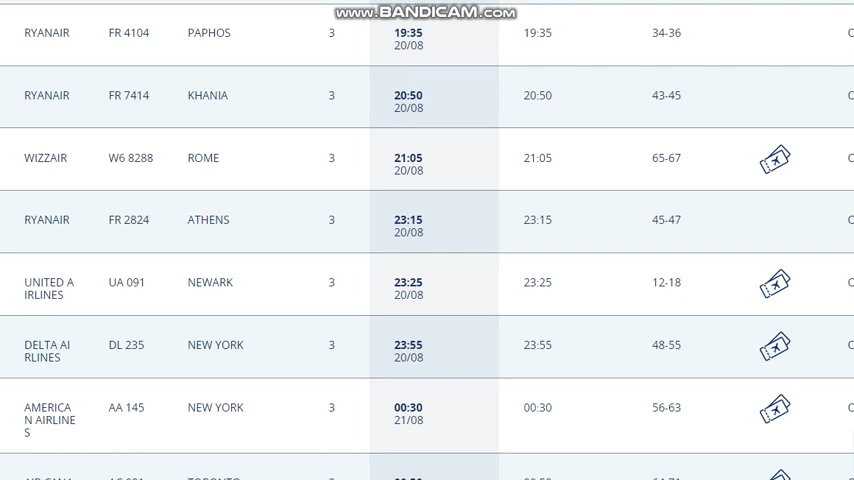 www.BANDICAM.com
RYANAIR FR 4104 PAPHOS 3 19:35 19:35 34-36
20/08
RYANAIR FR 7414 KHANIA 3 20:50 20:50 43-45
20/08
WIZZAIR W6 8288 ROME 3 21:05 21:05 65-67
20/08
RYANAIR FR 2824 ATHENS 3 23:15 23:15 45-47
20/08
UNITED A UA 091 NEWARK 3 23:25 23:25 12-18
IRLINES 20/08
DELTA AI DL 235 NEW YORK 3 23:55 23:55 48-55
RLINES 20/08
AMERICA AA 145 NEW YORK 3 00:30 00:30 56-63
N AIRLINE 21/08
S